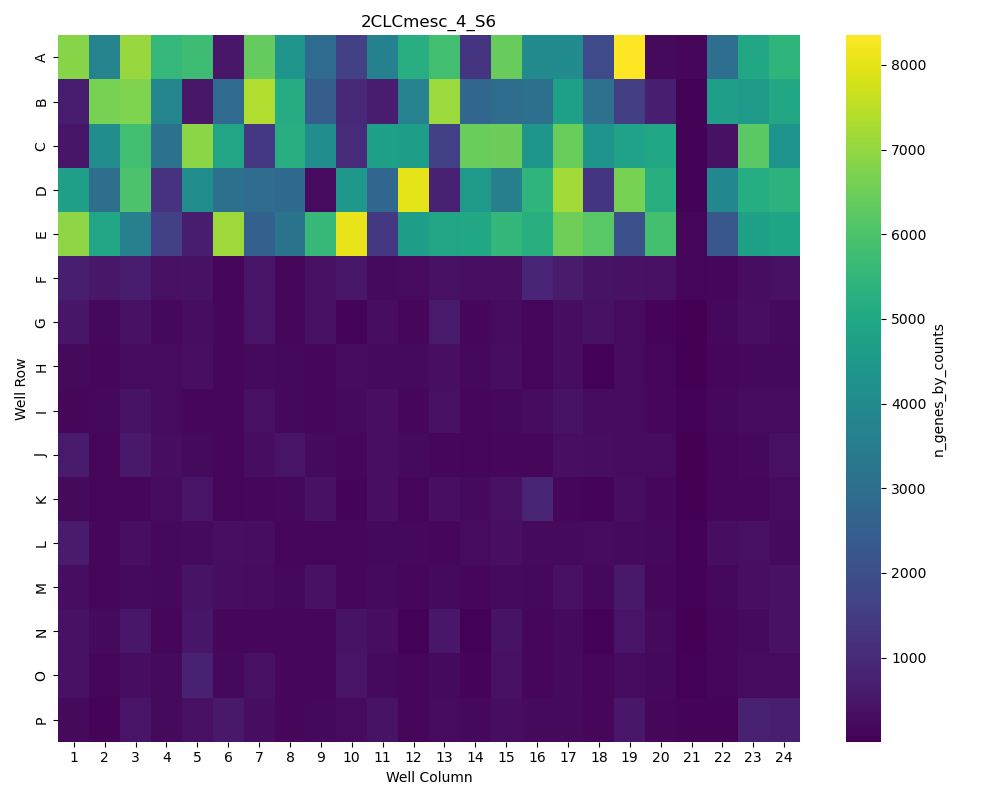 2CLCmesc_4_S6
A
B
C
D
E
F
G
H
I
J
K
L
M
N
O
P
Well Row
1 2 3 4 5 6 7 8 9 10 11 12 13 14 15 16 17 18 19 20 21 22 23 24
Well Column
8000
7000
6000
5000
4000
3000
2000
1000
n_genes_by_counts